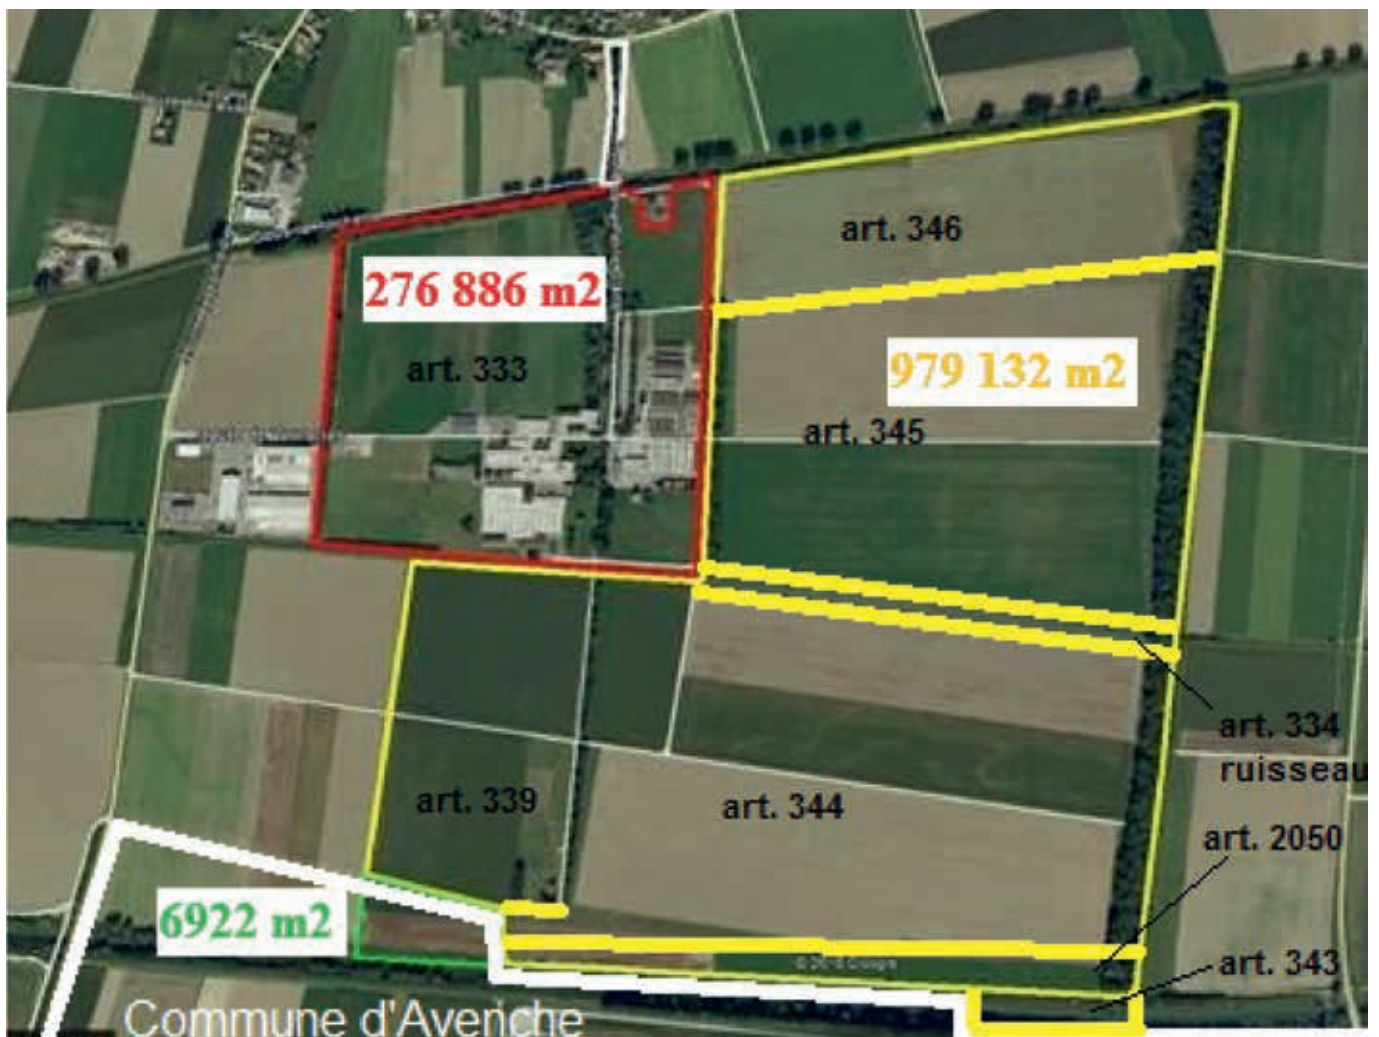 art. 346
276 886 m2
979 132 m2
art. 333
art. 345
art. 334
ruisseau
art. 339
art. 344
art. 2050
6922 m2
art. 343
Commune d'Avenche